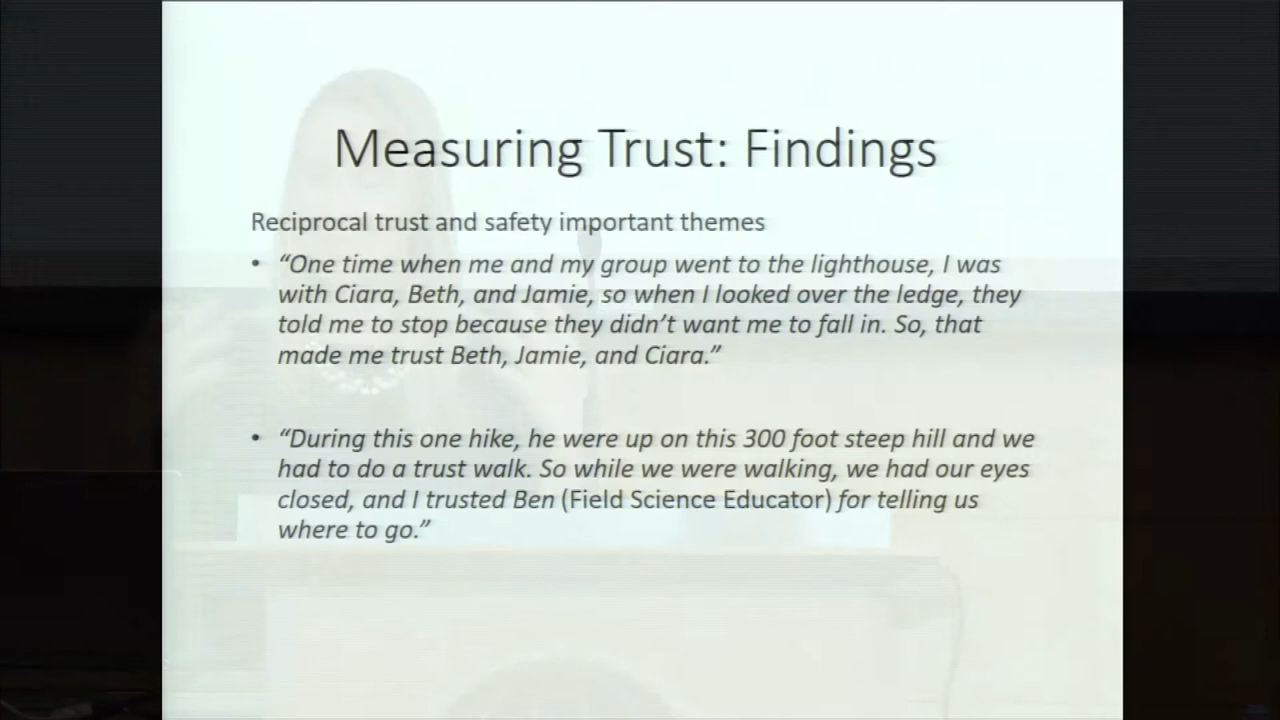 Measuring Trust: Findings
Reciprocal trust and safety important themes
• “One time when me and my group went to the lighthouse, I was
with Ciara, Beth, and Jamie, so when I looked over the ledge, they
told me to stop because they didn’t want me to fall in. So, that
made me trust Beth, Jamie, and Ciara.”
• “During this one hike, he were up on this 300 foot steep hill and we
had to do a trust walk. So while we were walking, we had our eyes
closed, and I trusted Ben (Field Science Educator) for telling us
where to go.”